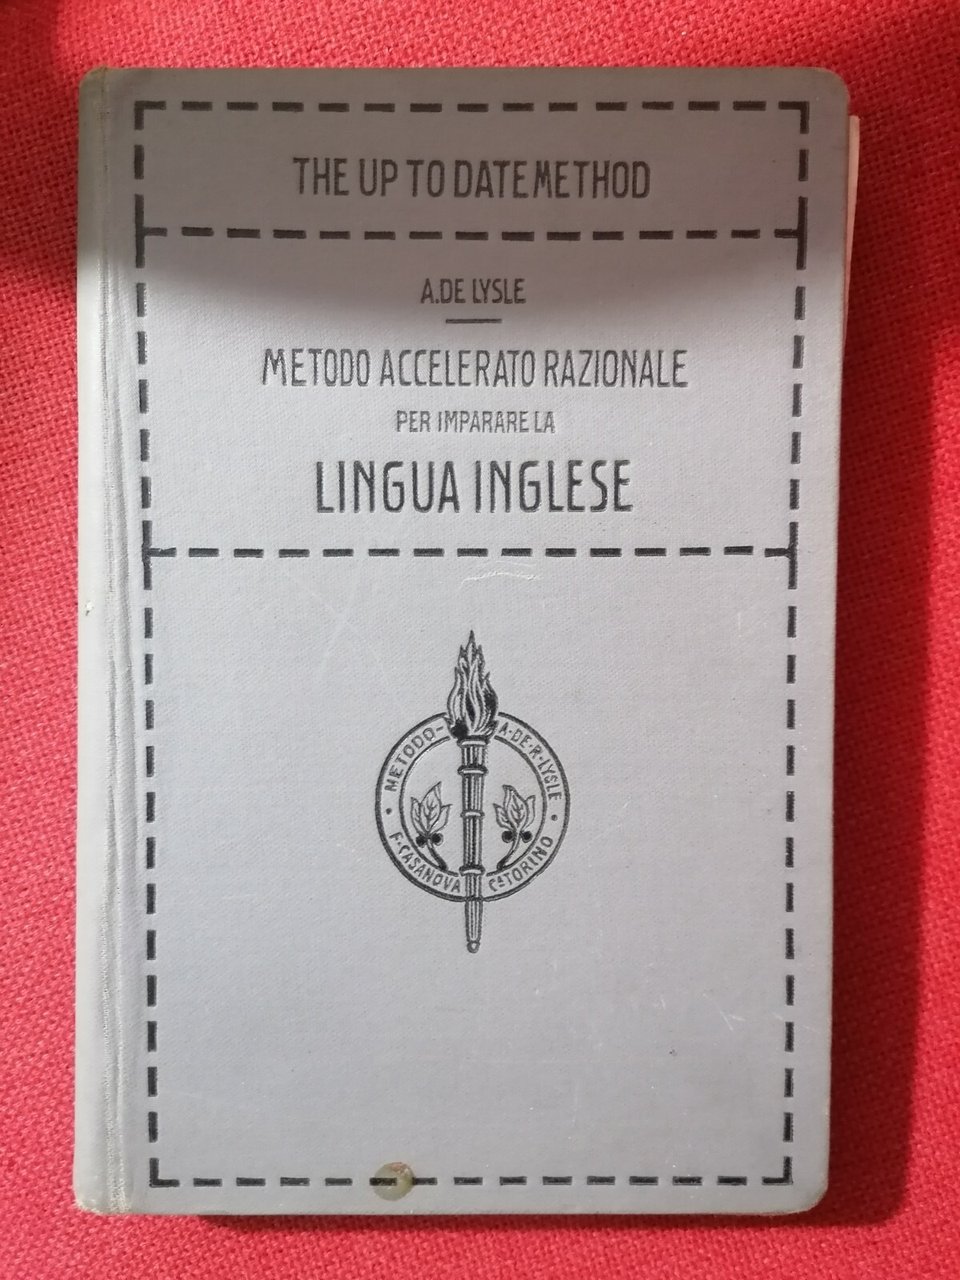 THE UP TO DATE METHOD
A. DE LYSLE
METODO ACCELERATO RAZIONALE
PER IMPARARE LA
LINGUA INGLESE
METODO - A · DE · R · LYSLE
F · CASANOVA Cª TORINO